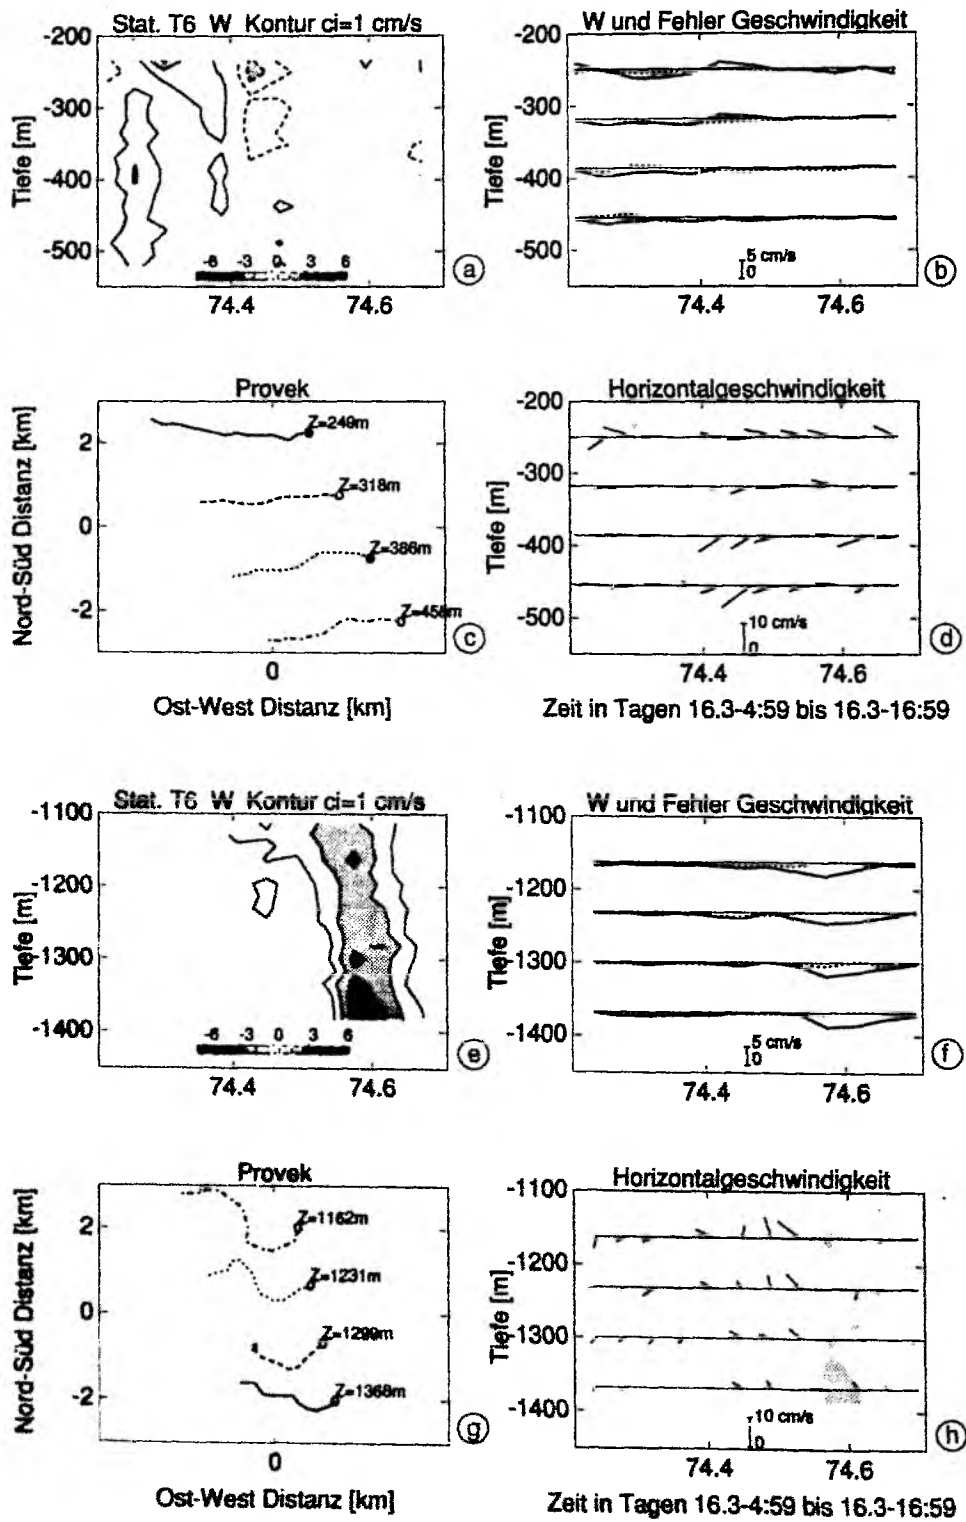 Stat. T6 W Kontur ci=1 cm/s
-200
-300
-400
-500
Tiefe [m]
-6 -3 0 3 6
74.4 74.6
a
W und Fehler Geschwindigkeit
-200
-300
-400
-500
Tiefe [m]
5 cm/s
0
74.4 74.6
b
Provek
2
0
-2
Nord-Süd Distanz [km]
Z=249m
Z=318m
Z=386m
Z=458m
0
Ost-West Distanz [km]
c
Horizontalgeschwindigkeit
-200
-300
-400
-500
Tiefe [m]
10 cm/s
0
74.4 74.6
Zeit in Tagen 16.3-4:59 bis 16.3-16:59
d
Stat. T6 W Kontur ci=1 cm/s
-1100
-1200
-1300
-1400
Tiefe [m]
-6 -3 0 3 6
74.4 74.6
e
W und Fehler Geschwindigkeit
-1100
-1200
-1300
-1400
Tiefe [m]
5 cm/s
0
74.4 74.6
f
Provek
2
0
-2
Nord-Süd Distanz [km]
Z=1162m
Z=1231m
Z=1299m
Z=1368m
0
Ost-West Distanz [km]
g
Horizontalgeschwindigkeit
-1100
-1200
-1300
-1400
Tiefe [m]
10 cm/s
0
74.4 74.6
Zeit in Tagen 16.3-4:59 bis 16.3-16:59
h